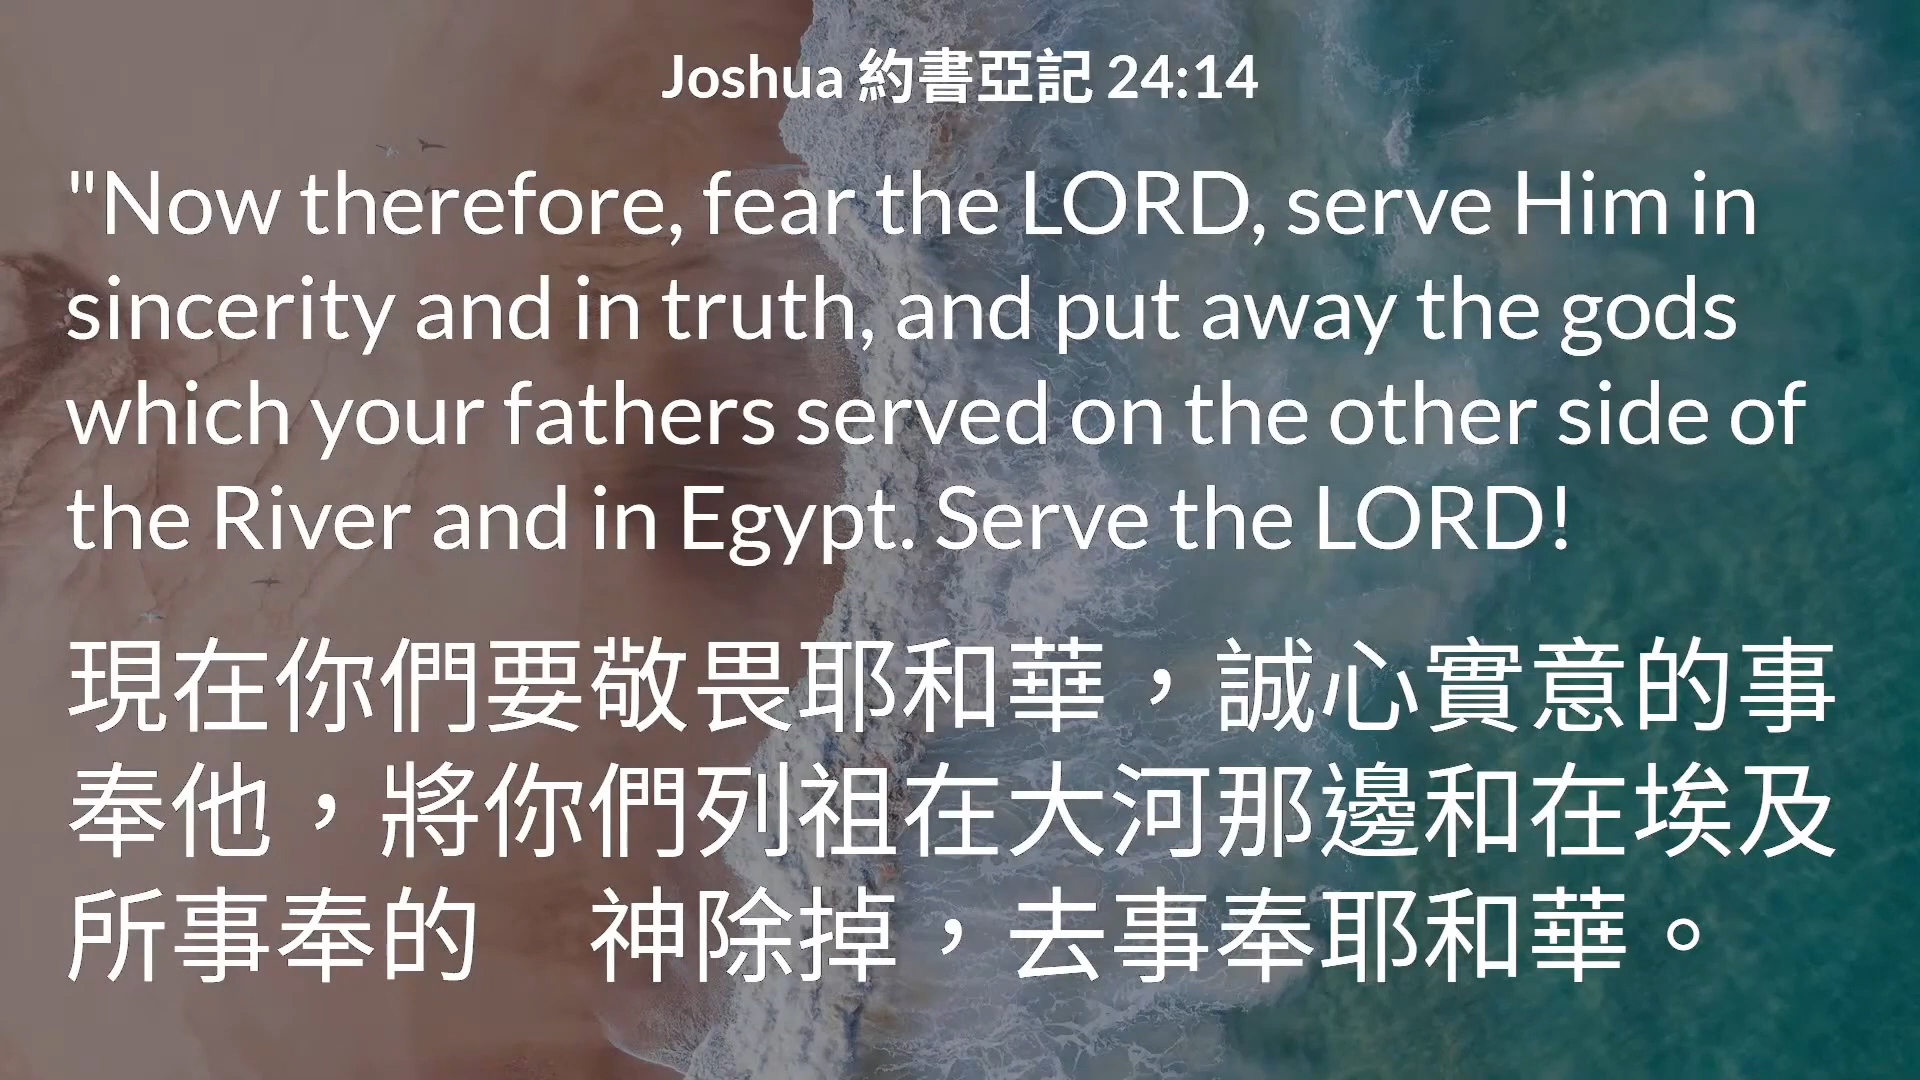 Joshua 約書亞記 24:14
"Now therefore, fear the LORD, serve Him in
sincerity and in truth, and put away the gods
which your fathers served on the other side of
the River and in Egypt. Serve the LORD!
現在你們要敬畏耶和華，誠心實意的事
奉他，將你們列祖在大河那邊和在埃及
所事奉的　神除掉，去事奉耶和華。